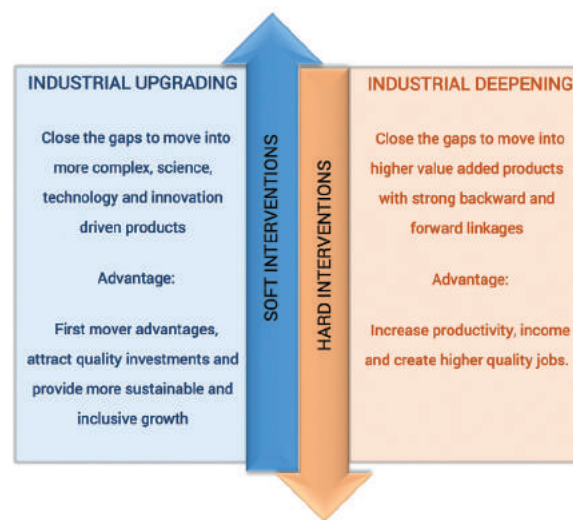 INDUSTRIAL UPGRADING
Close the gaps to move into
more complex, science,
technology and innovation
driven products
Advantage:
First mover advantages,
attract quality investments and
provide more sustainable and
inclusive growth
SOFT INTERVENTIONS
HARD INTERVENTIONS
INDUSTRIAL DEEPENING
Close the gaps to move into
higher value added products
with strong backward and
forward linkages
Advantage:
Increase productivity, income
and create higher quality jobs.